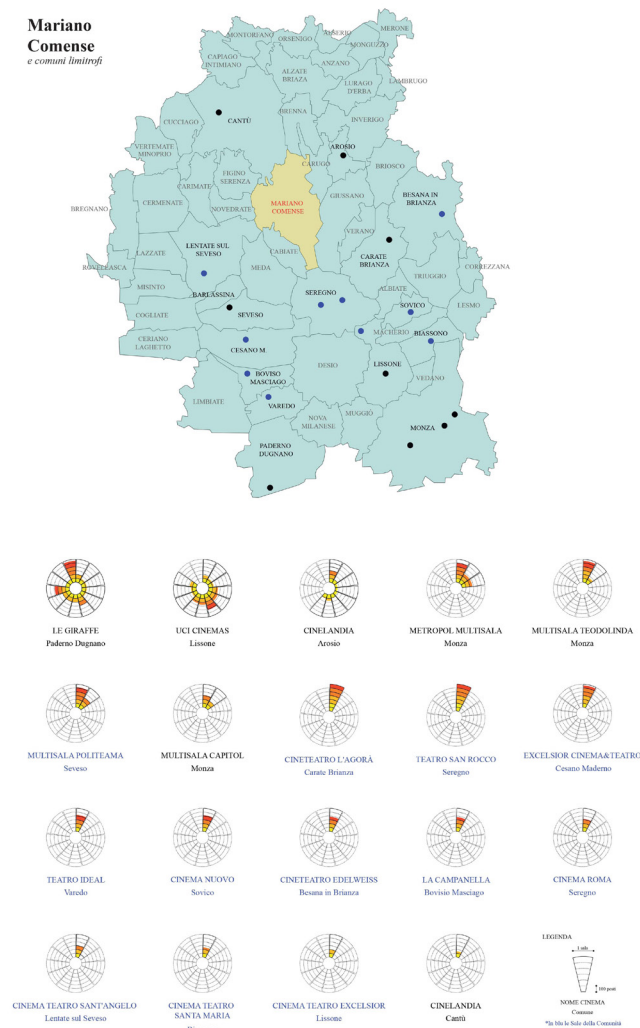 Mariano
Comense
e comuni limitrofi
MONTORFANO
ORSENIGO
ALSERIO
MERONE
MONGUZZO
CAPIAGO
INTIMIANO
ANZANO
ALZATE
BRIAZA
LURAGO
D'ERBA
LAMBRUGO
BRENNA
CUCCIAGO
CANTÙ
INVERIGO
VERTEMATE
MINOPRIO
AROSIO
CARUGO
BRIOSCO
FIGINO
SERENZA
CARIMATE
BESANA IN
BRIANZA
GIUSSANO
BREGNANO
CERMENATE
NOVEDRATE
MARIANO
COMENSE
VERANO
LENTATE SUL
SEVESO
CABIATE
CARATE
BRIANZA
LAZZATE
ROVELLASCA
MEDA
CORREZZANA
TRIUGGIO
MISINTO
BARLASSINA
SEREGNO
ALBIATE
SOVICO
LESMO
COGLIATE
SEVESO
MACHERIO
BIASSONO
CERIANO
LAGHETTO
CESANO M.
DESIO
LISSONE
BOVISO
MASCIAGO
VEDANO
LIMBIATE
VAREDO
MUGGIÒ
NOVA
MILANESE
MONZA
PADERNO
DUGNANO
LE GIRAFFE
Paderno Dugnano
UCI CINEMAS
Lissone
CINELANDIA
Arosio
METROPOL MULTISALA
Monza
MULTISALA TEODOLINDA
Monza
MULTISALA POLITEAMA
Seveso
MULTISALA CAPITOL
Monza
CINETEATRO L'AGORÀ
Carate Brianza
TEATRO SAN ROCCO
Seregno
EXCELSIOR CINEMA&TEATRO
Cesano Maderno
TEATRO IDEAL
Varedo
CINEMA NUOVO
Sovico
CINETEATRO EDELWEISS
Besana in Brianza
LA CAMPANELLA
Bovisio Masciago
CINEMA ROMA
Seregno
CINEMA TEATRO SANT'ANGELO
Lentate sul Seveso
CINEMA TEATRO
SANTA MARIA
CINEMA TEATRO EXCELSIOR
Lissone
CINELANDIA
Cantù
LEGENDA
1 sala
100 posti
NOME CINEMA
Comune
*In blu le Sale della Comunità